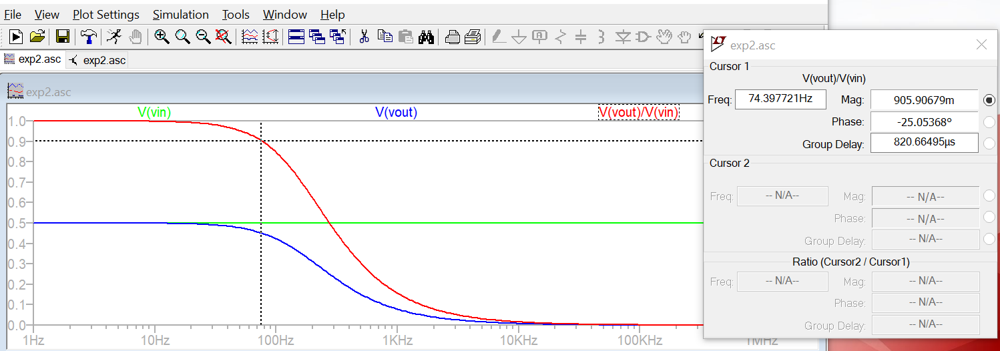 File View Plot Settings Simulation Tools Window Help
exp2.asc exp2.asc
exp2.asc
V(vin) V(vout) V(vout)/V(vin)
1.0
0.9
0.8
0.7
0.6
0.5
0.4
0.3
0.2
0.1
0.0
1Hz 10Hz 100Hz 1KHz 10KHz 100KHz 1MHz
exp2.asc
Cursor 1
V(vout)/V(vin)
Freq: 74.397721Hz Mag: 905.90679m
Phase: -25.05368°
Group Delay: 820.66495µs
Cursor 2
Freq: -- N/A-- Mag: -- N/A--
Phase: -- N/A--
Group Delay: -- N/A--
Ratio (Cursor2 / Cursor1)
Freq: -- N/A-- Mag: -- N/A--
Phase: -- N/A--
Group Delay: -- N/A--